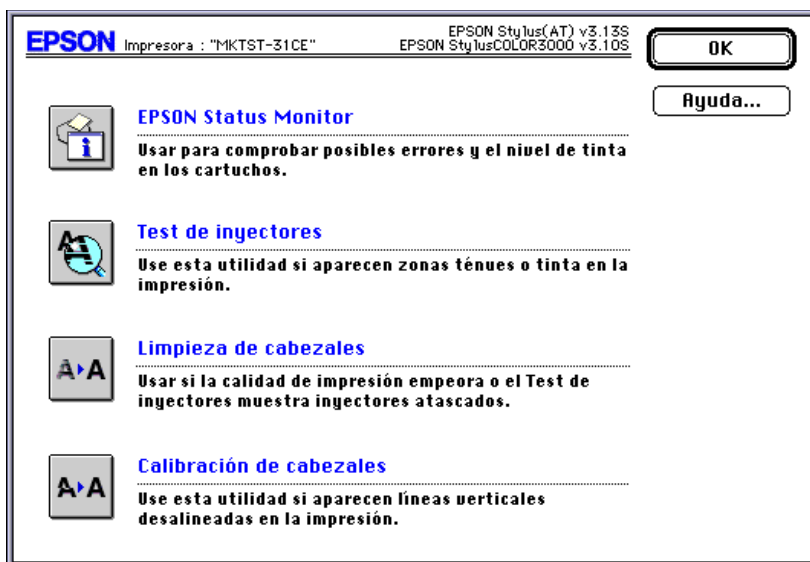 EPSON Impresora : "MKTST-31CE"
EPSON Stylus(AT) v3.13S
EPSON StylusCOLOR3000 v3.10S
OK
Ayuda...
EPSON Status Monitor
Usar para comprobar posibles errores y el nivel de tinta
en los cartuchos.
Test de inyectores
Use esta utilidad si aparecen zonas ténues o tinta en la
impresión.
Limpieza de cabezales
Usar si la calidad de impresión empeora o el Test de
inyectores muestra inyectores atascados.
Calibración de cabezales
Use esta utilidad si aparecen líneas verticales
desalineadas en la impresión.